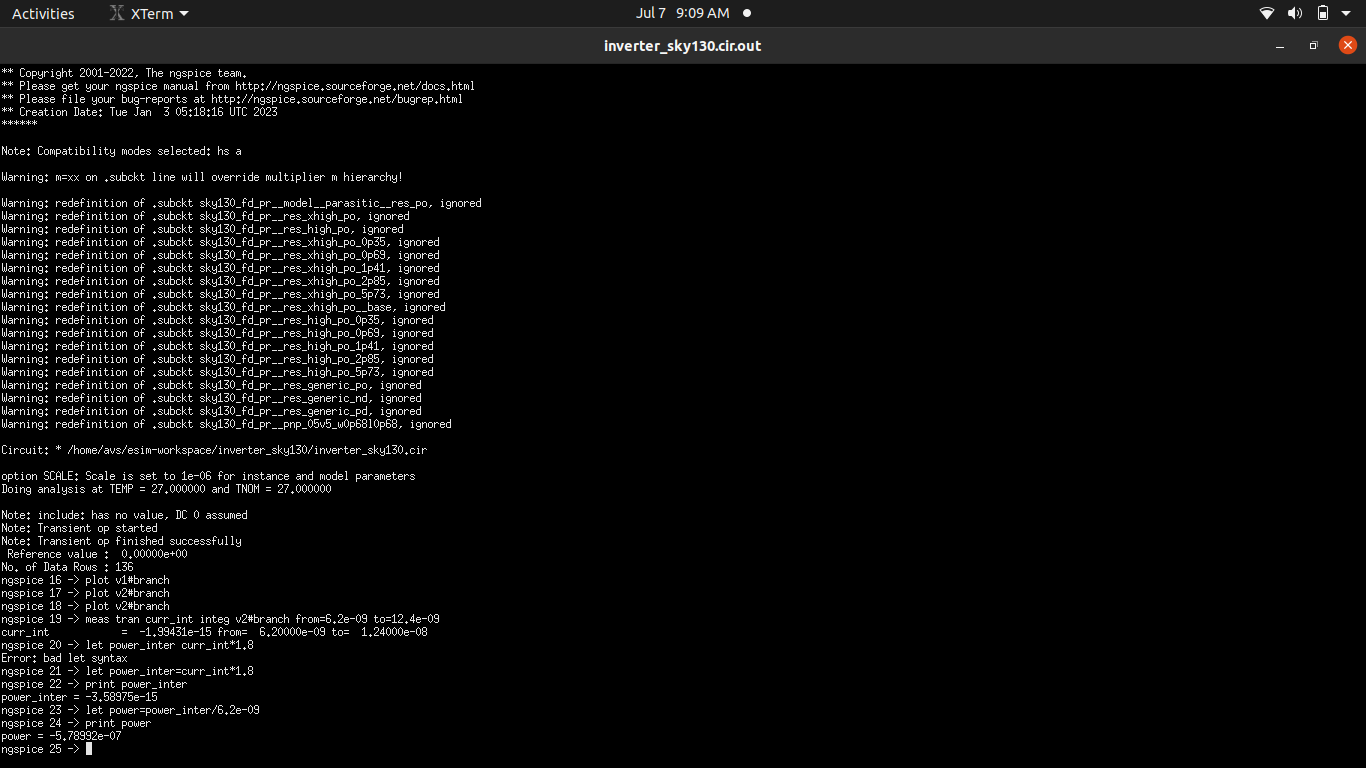 Activities XTerm Jul 7 9:09 AM
inverter_sky130.cir.out
** Copyright 2001-2022, The ngspice team.
** Please get your ngspice manual from http://ngspice.sourceforge.net/docs.html
** Please file your bug-reports at http://ngspice.sourceforge.net/bugrep.html
** Creation Date: Tue Jan  3 05:18:16 UTC 2023
******
Note: Compatibility modes selected: hs a
Warning: m=xx on .subckt line will override multiplier m hierarchy!
Warning: redefinition of .subckt sky130_fd_pr__model__parasitic__res_po, ignored
Warning: redefinition of .subckt sky130_fd_pr__res_xhigh_po, ignored
Warning: redefinition of .subckt sky130_fd_pr__res_high_po, ignored
Warning: redefinition of .subckt sky130_fd_pr__res_xhigh_po_0p35, ignored
Warning: redefinition of .subckt sky130_fd_pr__res_xhigh_po_0p69, ignored
Warning: redefinition of .subckt sky130_fd_pr__res_xhigh_po_1p41, ignored
Warning: redefinition of .subckt sky130_fd_pr__res_xhigh_po_2p85, ignored
Warning: redefinition of .subckt sky130_fd_pr__res_xhigh_po_5p73, ignored
Warning: redefinition of .subckt sky130_fd_pr__res_xhigh_po__base, ignored
Warning: redefinition of .subckt sky130_fd_pr__res_high_po_0p35, ignored
Warning: redefinition of .subckt sky130_fd_pr__res_high_po_0p69, ignored
Warning: redefinition of .subckt sky130_fd_pr__res_high_po_1p41, ignored
Warning: redefinition of .subckt sky130_fd_pr__res_high_po_2p85, ignored
Warning: redefinition of .subckt sky130_fd_pr__res_high_po_5p73, ignored
Warning: redefinition of .subckt sky130_fd_pr__res_generic_po, ignored
Warning: redefinition of .subckt sky130_fd_pr__res_generic_nd, ignored
Warning: redefinition of .subckt sky130_fd_pr__res_generic_pd, ignored
Warning: redefinition of .subckt sky130_fd_pr__pnp_05v5_w0p68l0p68, ignored
Circuit: * /home/avs/esim-workspace/inverter_sky130/inverter_sky130.cir
option SCALE: Scale is set to 1e-06 for instance and model parameters
Doing analysis at TEMP = 27.000000 and TNOM = 27.000000
Note: include: has no value, DC 0 assumed
Note: Transient op started
Note: Transient op finished successfully
Reference value :  0.00000e+00
No. of Data Rows : 136
ngspice 16 -> plot v1#branch
ngspice 17 -> plot v2#branch
ngspice 18 -> plot v2#branch
ngspice 19 -> meas tran curr_int integ v2#branch from=6.2e-09 to=12.4e-09
curr_int            =  -1.99431e-15 from=  6.20000e-09 to=  1.24000e-08
ngspice 20 -> let power_inter curr_int*1.8
Error: bad let syntax
ngspice 21 -> let power_inter=curr_int*1.8
ngspice 22 -> print power_inter
power_inter = -3.58975e-15
ngspice 23 -> let power=power_inter/6.2e-09
ngspice 24 -> print power
power = -5.78992e-07
ngspice 25 ->